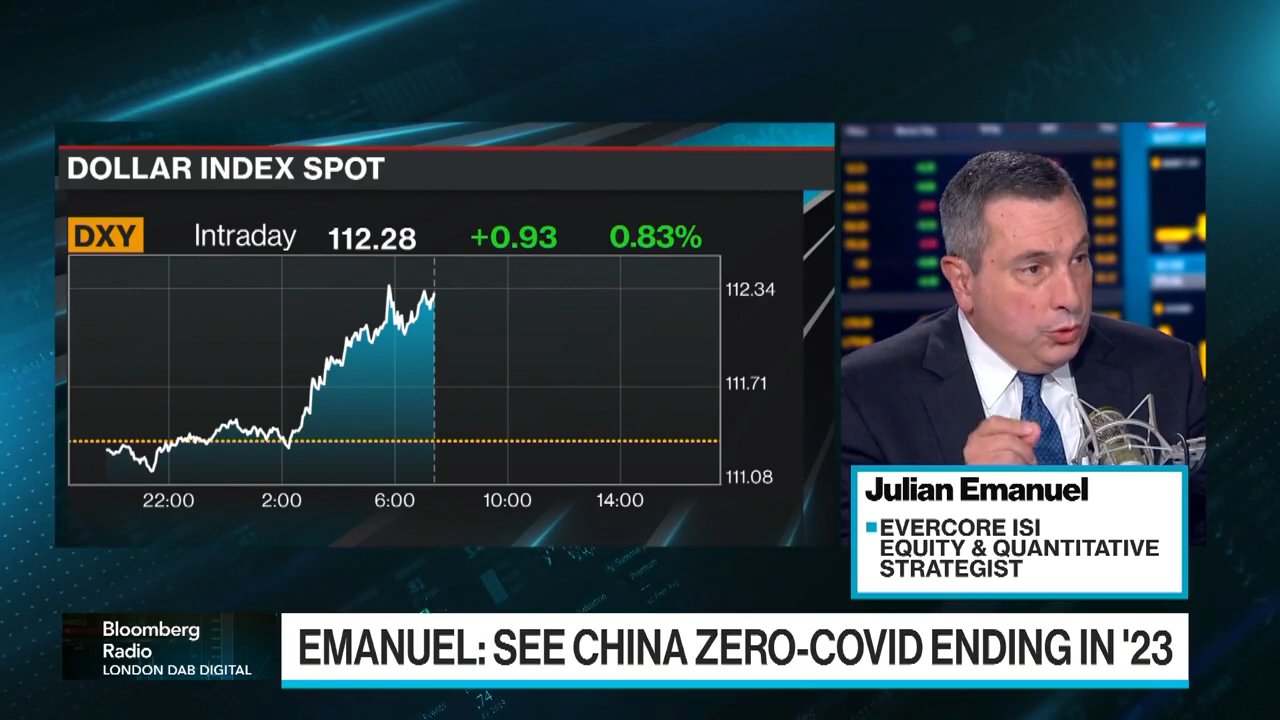 DOLLAR INDEX SPOT
DXY Intraday 112.28 +0.93 0.83%
112.34
111.71
111.08
22:00 2:00 6:00 10:00 14:00
Julian Emanuel
EVERCORE ISI
EQUITY & QUANTITATIVE
STRATEGIST
Bloomberg
Radio
LONDON DAB DIGITAL
EMANUEL: SEE CHINA ZERO-COVID ENDING IN '23